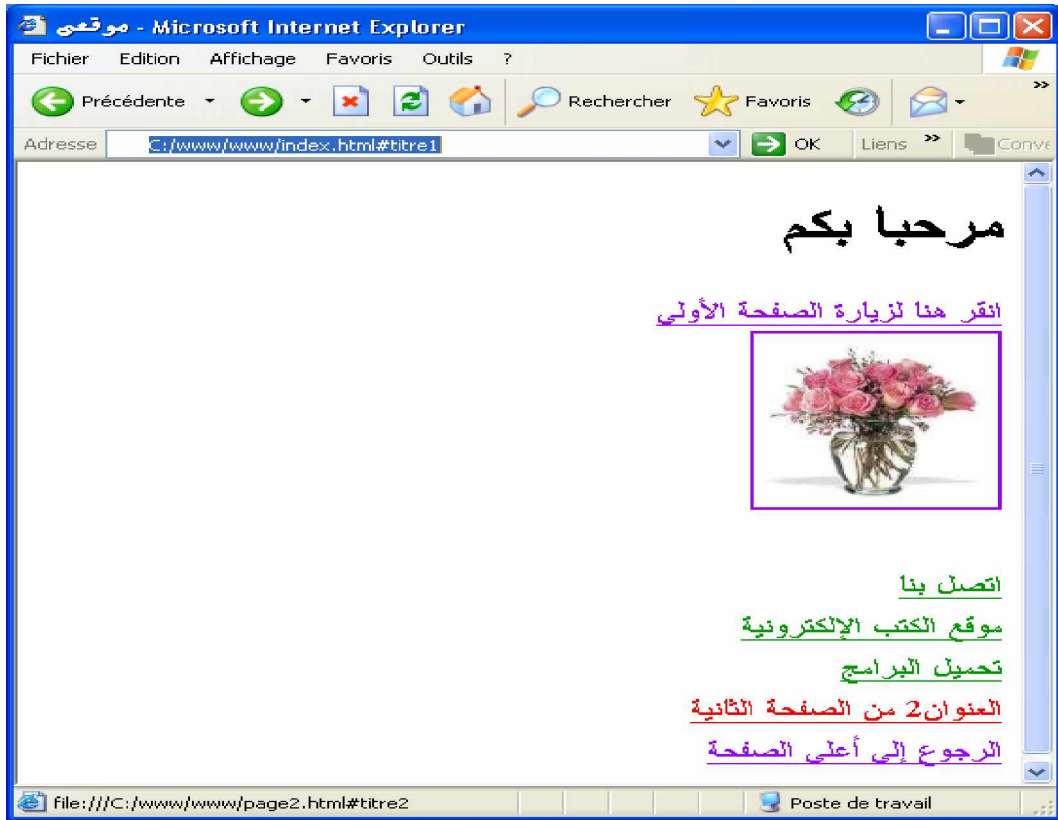 موقعي - Microsoft Internet Explorer
Fichier Edition Affichage Favoris Outils ?
Précédente Rechercher Favoris »
Adresse C:/www/www/index.html#titre1 OK Liens »
مرحبا بكم
انقر هنا لزيارة الصفحة الأولى
اتصل بنا
موقع الكتب الإلكترونية
تحميل البرامج
العنوان2 من الصفحة الثانية
الرجوع إلى أعلى الصفحة
file:///C:/www/www/page2.html#titre2 Poste de travail